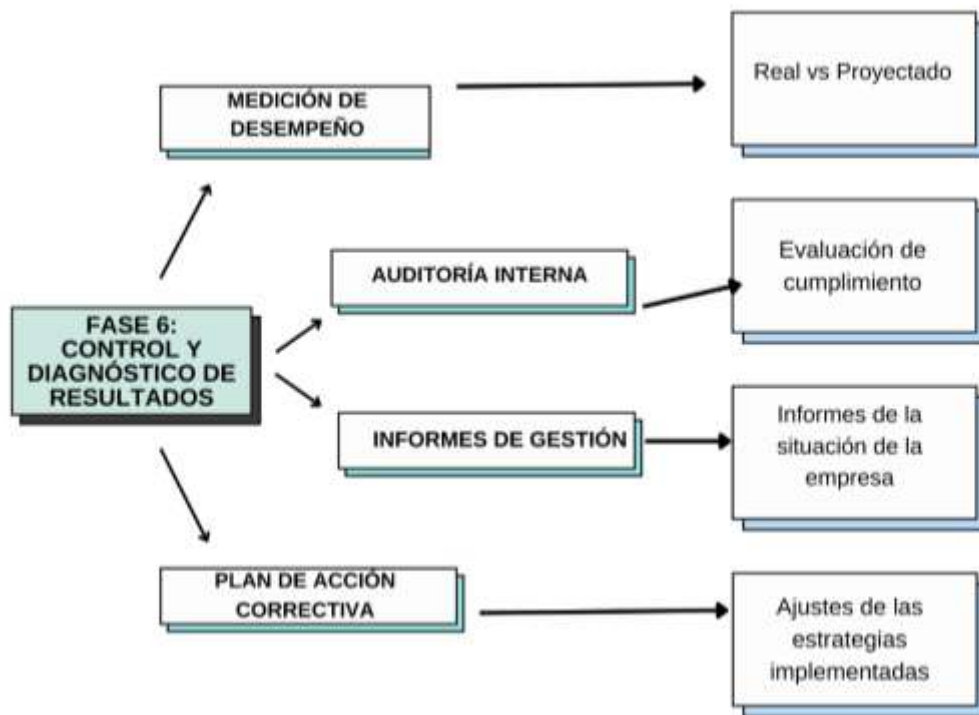 FASE 6:
CONTROL Y
DIAGNÓSTICO DE
RESULTADOS
MEDICIÓN DE
DESEMPEÑO
Real vs Proyectado
AUDITORÍA INTERNA
Evaluación de
cumplimiento
INFORMES DE GESTIÓN
Informes de la
situación de la
empresa
PLAN DE ACCIÓN
CORRECTIVA
Ajustes de las
estrategias
implementadas